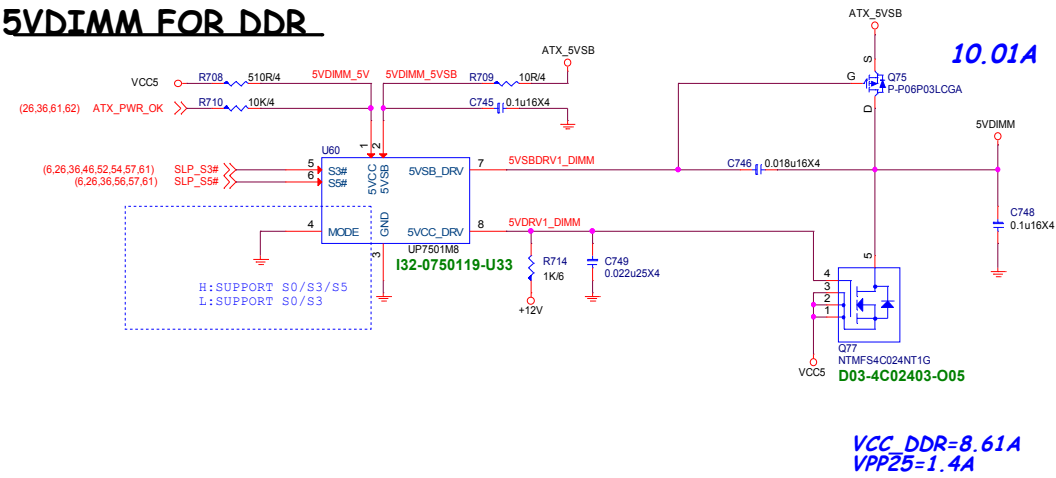 5VDIMM FOR DDR
ATX_5VSB
10.01A
ATX_5VSB
VCC5 R708 510R/4 5VDIMM_5V 5VDIMM_5VSB R709 10R/4
S
G Q75
P-P06P03LCGA
D
(26,36,61,62) ATX_PWR_OK R710 10K/4 C745 0.1u16X4
5VDIMM
U60 1 2
(6,26,36,46,52,54,57,61) SLP_S3# 5 S3# 5VCC 5VSB 5VSB_DRV 7 5VSBDRV1_DIMM C746 0.018u16X4
(6,26,36,56,57,61) SLP_S5# 6 S5#
C748
0.1u16X4
4 MODE GND 5VCC_DRV 8 5VDRV1_DIMM
3 UP7501M8
I32-0750119-U33
R714
1K/6
C749
0.022u25X4
+12V
H:SUPPORT S0/S3/S5
L:SUPPORT S0/S3
5
4
3
2
1
Q77
NTMFS4C024NT1G
VCC5
D03-4C02403-O05
VCC_DDR=8.61A
VPP25=1.4A